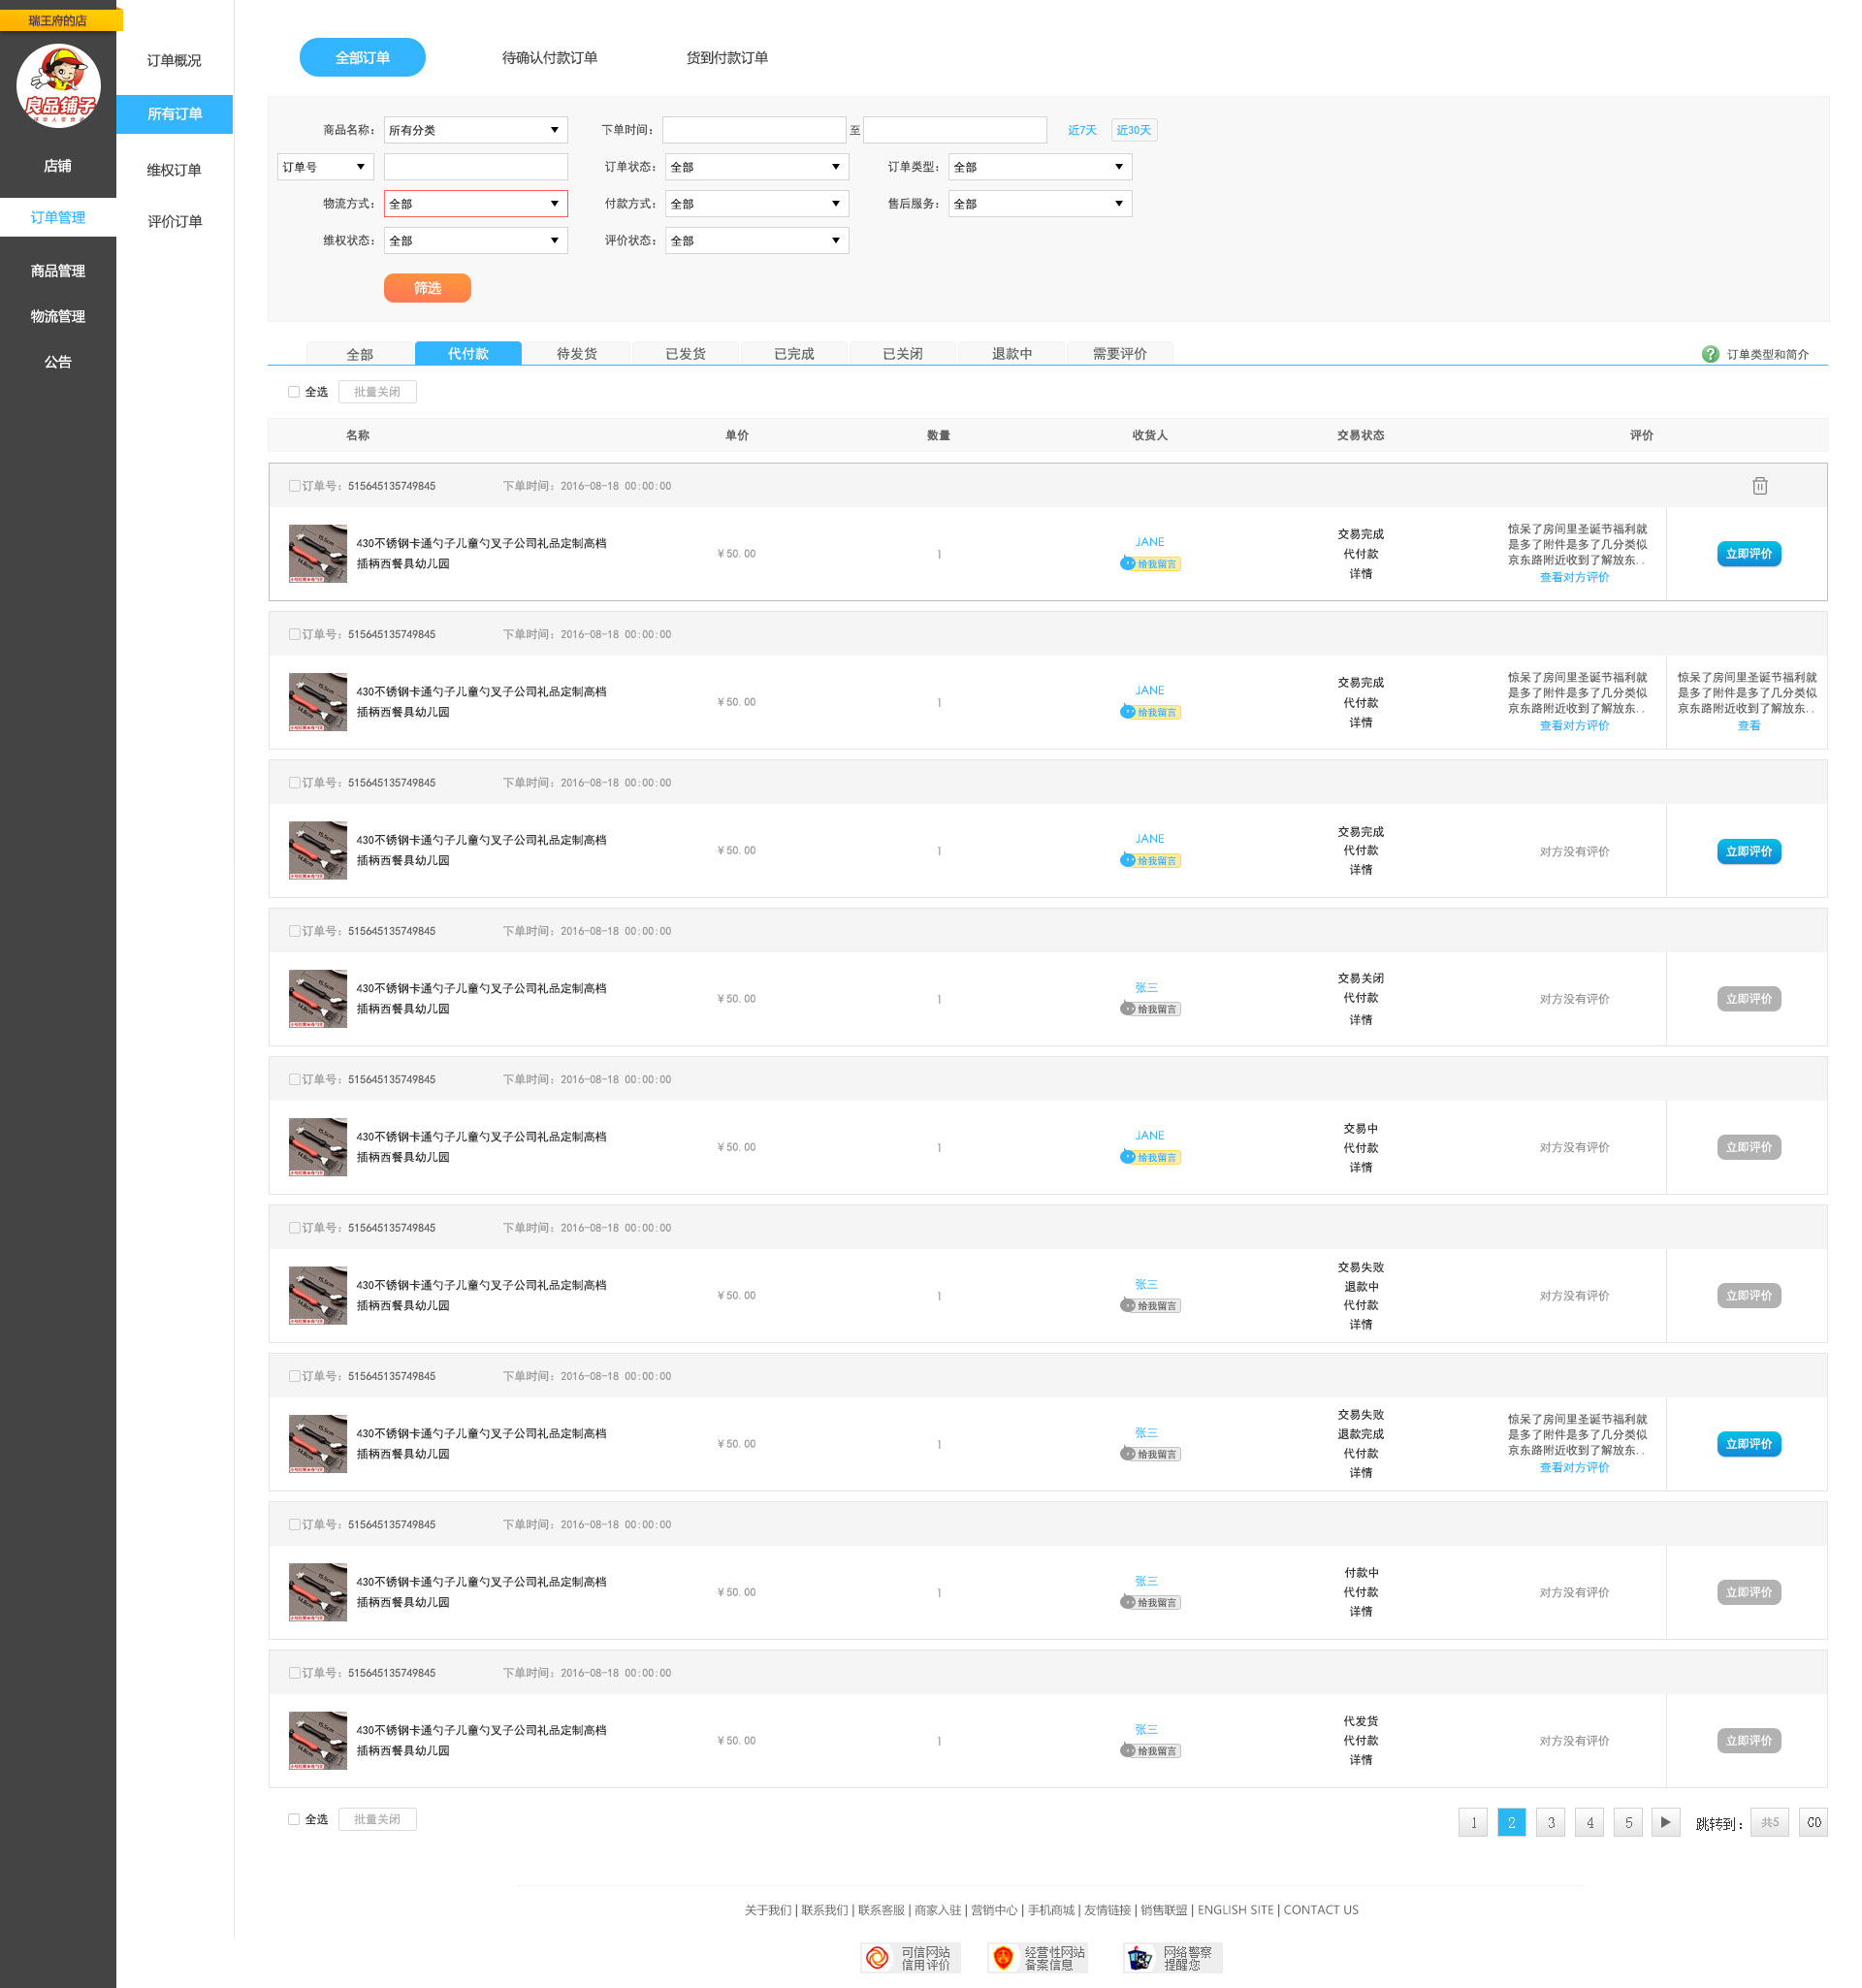 瑞王府的店
良品铺子
店铺
订单管理
商品管理
物流管理
公告
订单概况
所有订单
维权订单
评价订单
全部订单 待确认付款订单 货到付款订单
商品名称： 所有分类 下单时间： 至 近7天 近30天
订单号 订单状态： 全部 订单类型： 全部
物流方式： 全部 付款方式： 全部 售后服务： 全部
维权状态： 全部 评价状态： 全部
筛选
全部 代付款 待发货 已发货 已完成 已关闭 退款中 需要评价 订单类型和简介
全选 批量关闭
名称 单价 数量 收货人 交易状态 评价
订单号：515645135749845 下单时间：2016-08-18 00:00:00
430不锈钢卡通勺子儿童勺叉子公司礼品定制高档
插柄西餐具幼儿园
¥50.00
1
JANE
给我留言
交易完成
代付款
详情
惊呆了房间里圣诞节福利就
是多了附件是多了几分类似
京东路附近收到了解放东..
查看对方评价
立即评价
订单号：515645135749845 下单时间：2016-08-18 00:00:00
430不锈钢卡通勺子儿童勺叉子公司礼品定制高档
插柄西餐具幼儿园
¥50.00
1
JANE
给我留言
交易完成
代付款
详情
惊呆了房间里圣诞节福利就
是多了附件是多了几分类似
京东路附近收到了解放东..
查看对方评价
惊呆了房间里圣诞节福利就
是多了附件是多了几分类似
京东路附近收到了解放东..
查看
订单号：515645135749845 下单时间：2016-08-18 00:00:00
430不锈钢卡通勺子儿童勺叉子公司礼品定制高档
插柄西餐具幼儿园
¥50.00
1
JANE
给我留言
交易完成
代付款
详情
对方没有评价
立即评价
订单号：515645135749845 下单时间：2016-08-18 00:00:00
430不锈钢卡通勺子儿童勺叉子公司礼品定制高档
插柄西餐具幼儿园
¥50.00
1
张三
给我留言
交易关闭
代付款
详情
对方没有评价
立即评价
订单号：515645135749845 下单时间：2016-08-18 00:00:00
430不锈钢卡通勺子儿童勺叉子公司礼品定制高档
插柄西餐具幼儿园
¥50.00
1
JANE
给我留言
交易中
代付款
详情
对方没有评价
立即评价
订单号：515645135749845 下单时间：2016-08-18 00:00:00
430不锈钢卡通勺子儿童勺叉子公司礼品定制高档
插柄西餐具幼儿园
¥50.00
1
张三
给我留言
交易失败
退款中
代付款
详情
对方没有评价
立即评价
订单号：515645135749845 下单时间：2016-08-18 00:00:00
430不锈钢卡通勺子儿童勺叉子公司礼品定制高档
插柄西餐具幼儿园
¥50.00
1
张三
给我留言
交易失败
退款完成
代付款
详情
惊呆了房间里圣诞节福利就
是多了附件是多了几分类似
京东路附近收到了解放东..
查看对方评价
立即评价
订单号：515645135749845 下单时间：2016-08-18 00:00:00
430不锈钢卡通勺子儿童勺叉子公司礼品定制高档
插柄西餐具幼儿园
¥50.00
1
张三
给我留言
付款中
代付款
详情
对方没有评价
立即评价
订单号：515645135749845 下单时间：2016-08-18 00:00:00
430不锈钢卡通勺子儿童勺叉子公司礼品定制高档
插柄西餐具幼儿园
¥50.00
1
张三
给我留言
代发货
代付款
详情
对方没有评价
立即评价
全选 批量关闭
1 2 3 4 5 跳转到： 共5 GO
关于我们 | 联系我们 | 联系客服 | 商家入驻 | 营销中心 | 手机商城 | 友情链接 | 销售联盟 | ENGLISH SITE | CONTACT US
可信网站
信用评价
经营性网站
备案信息
网络警察
提醒您